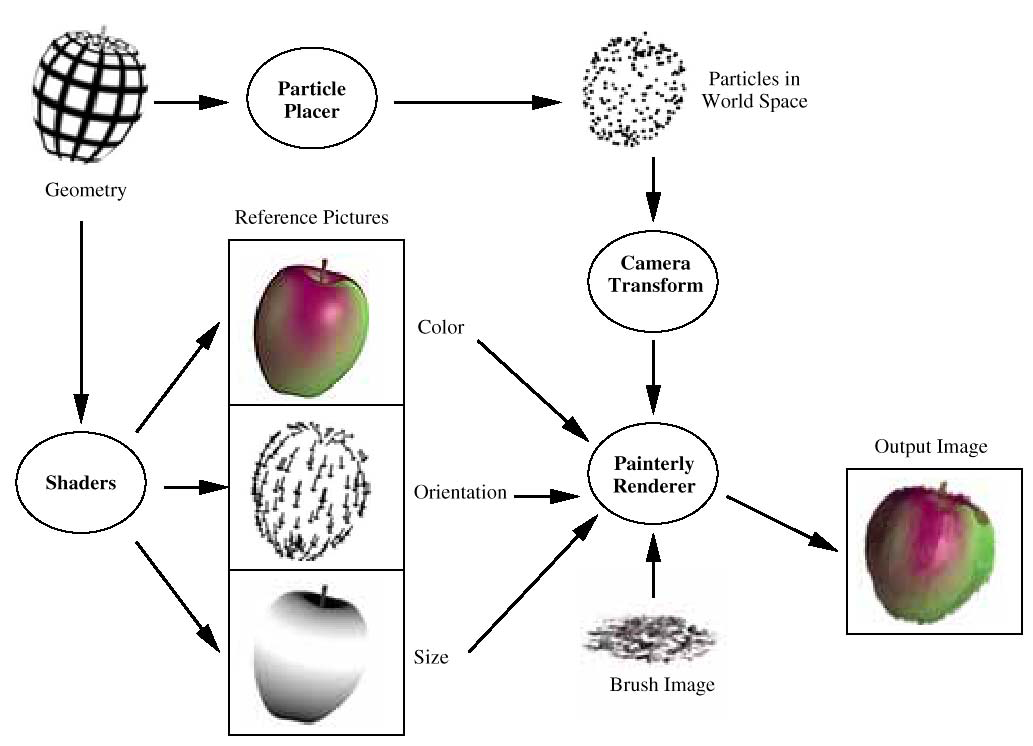 Particle
Placer
Particles in
World Space
Geometry
Reference Pictures
Camera
Transform
Color
Output Image
Shaders
Painterly
Renderer
Orientation
Size
Brush Image